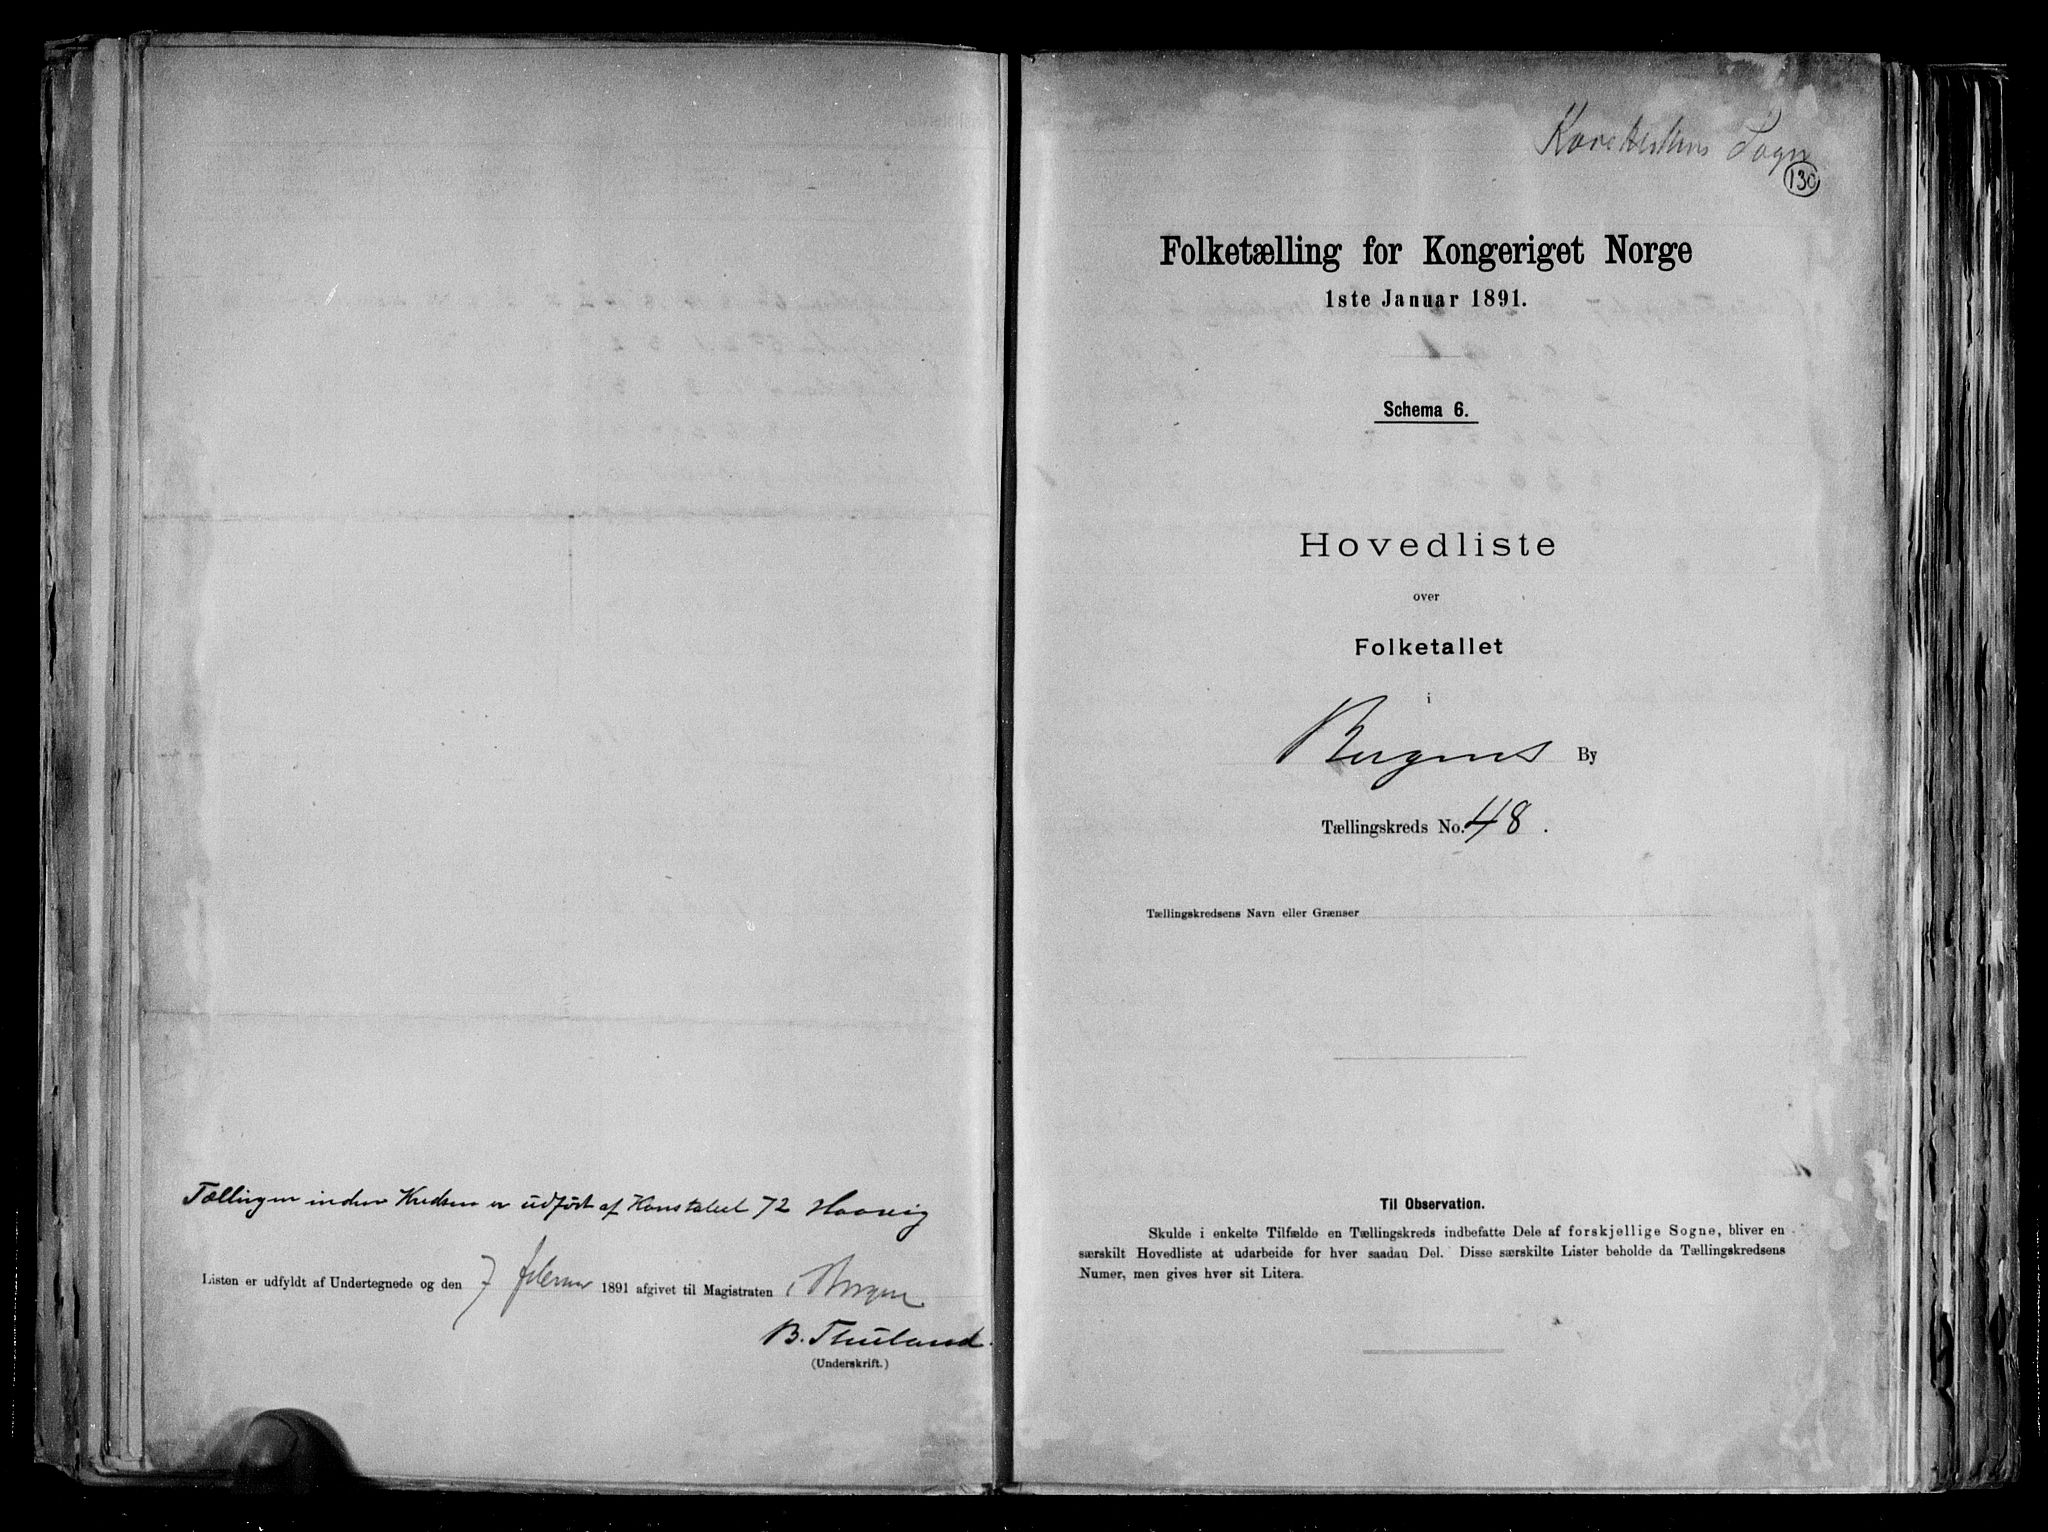 Tællingen inden Kredsen er udført af Konstabel 72 Haavig
Listen er udfyldt af Undertegnede og den 7 februar 1891 afgivet til Magistraten i Bergen
B. Thuland.
(Underskrift.)
Korskirkens Sogn
130
Folketælling for Kongeriget Norge
1ste Januar 1891.
Schema 6.
Hovedliste
over
Folketallet
i
Bergens By
Tællingskreds No. 48.
Tællingskredsens Navn eller Grænser
Til Observation.
Skulde i enkelte Tilfælde en Tællingskreds indbefatte Dele af forskjellige Sogne, bliver en
særskilt Hovedliste at udarbeide for hver saadan Del. Disse særskilte Lister beholde da Tællingskredsens
Numer, men gives hver sit Litera.